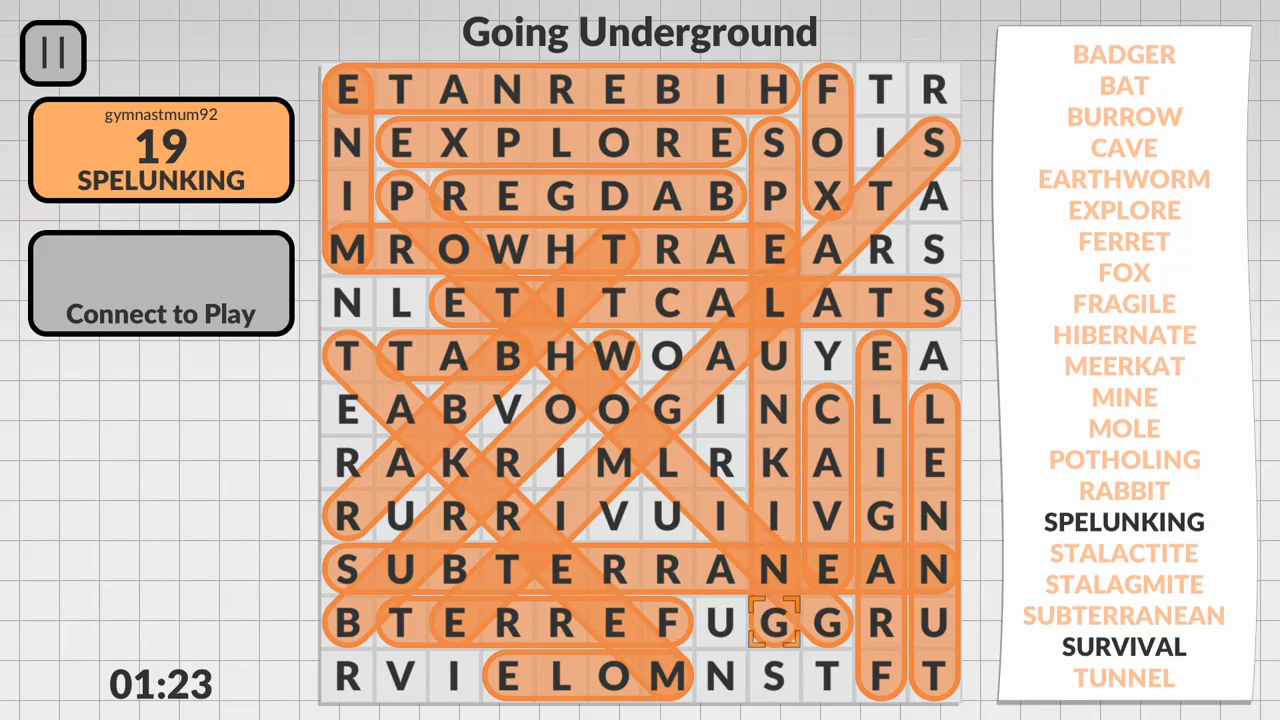 Going Underground
gymnastmum92
19
SPELUNKING
Connect to Play
01:23
E T A N R E B I H F T R
N E X P L O R E S O I S
I P R E G D A B P X T A
M R O W H T R A E A R S
N L E T I T C A L A T S
T T A B H W O A U Y E A
E A B V O O G I N C L L
R A K R I M L R K A I E
R U R R I V U I I V G N
S U B T E R R A N E A N
B T E R R E F U G G R U
R V I E L O M N S T F T
BADGER
BAT
BURROW
CAVE
EARTHWORM
EXPLORE
FERRET
FOX
FRAGILE
HIBERNATE
MEERKAT
MINE
MOLE
POTHOLING
RABBIT
SPELUNKING
STALACTITE
STALAGMITE
SUBTERRANEAN
SURVIVAL
TUNNEL